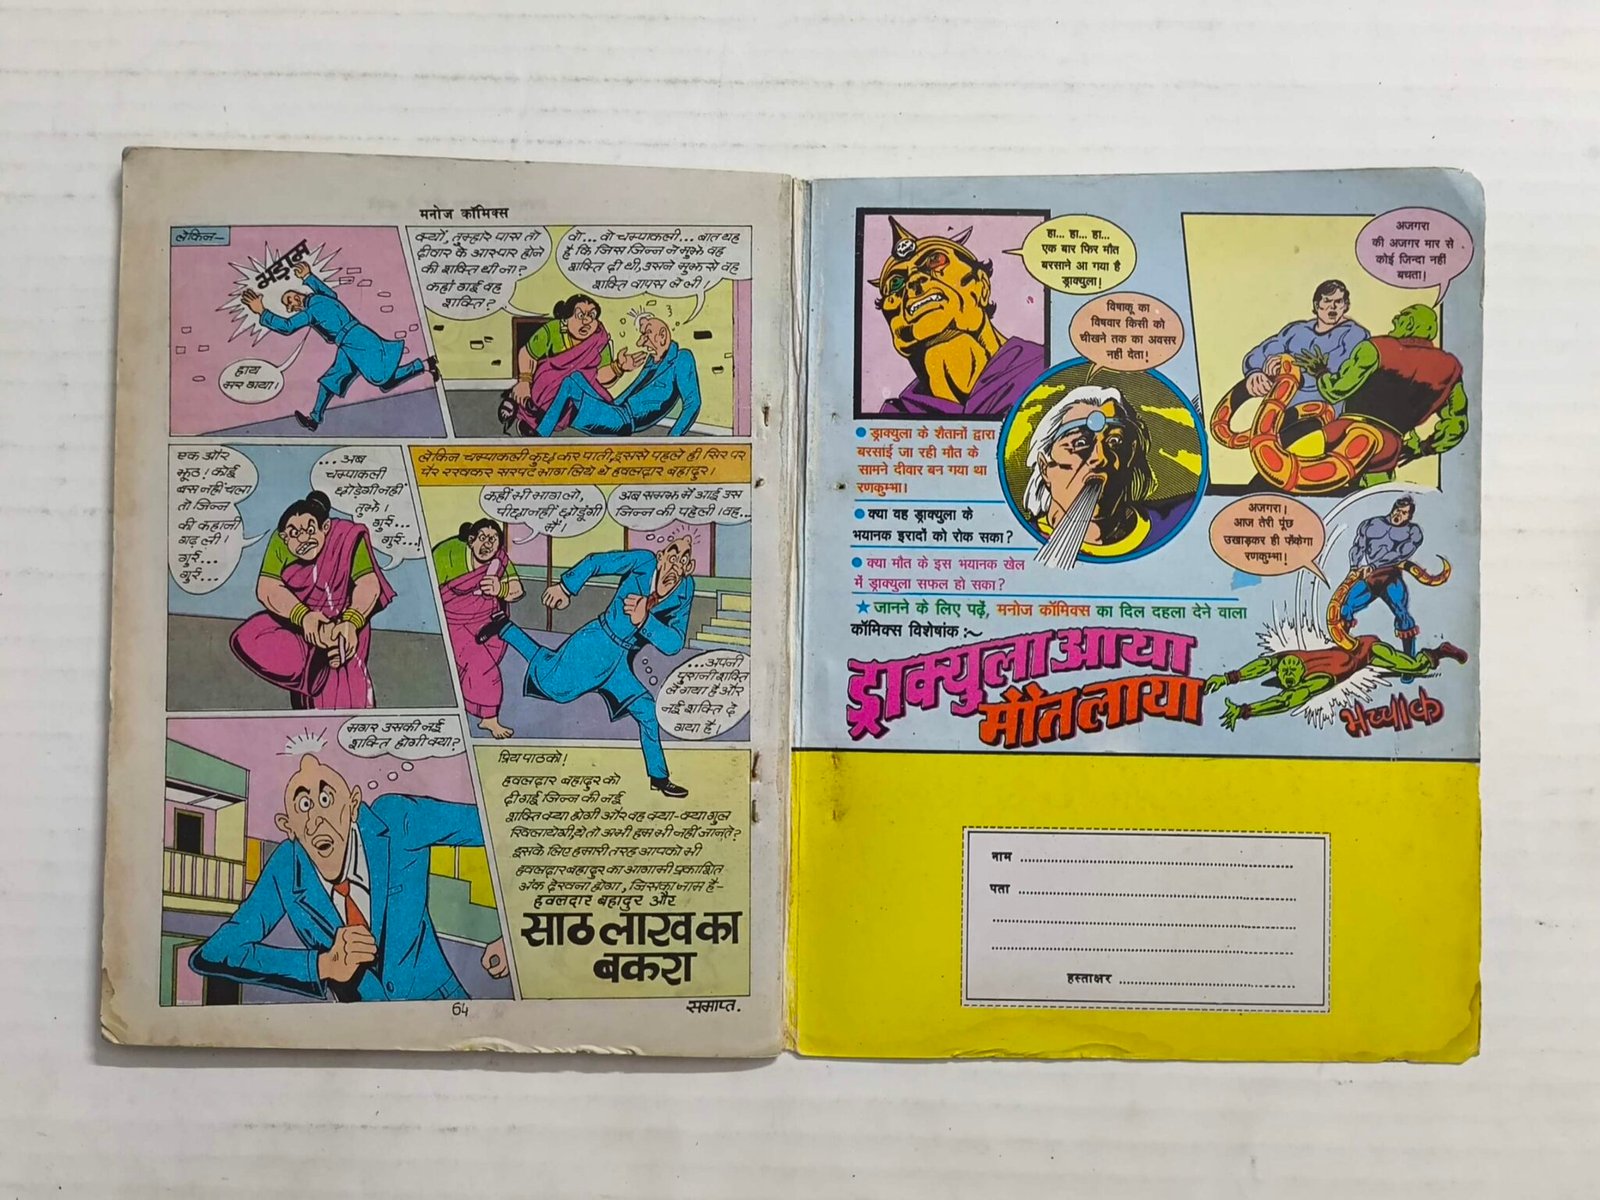 मनोज कॉमिक्स
लेकिन—
भड़ाम
हाय
मर गया।
क्यों, तुम्हारे पास तो
दीवार के आरपार होने
की शक्ति थी ना?
कहां गई वह
शक्ति?
वो... वो चम्पाकली... बात यह
है कि जिस जिन्न ने मुझे वह
शक्ति दी थी, उसने मुझ से वह
शक्ति वापस ले ली।
एक और
झूठ! कोई
बस नहीं चला
तो जिन्न
की कहानी
गढ़ ली।
गुर्र...
गुर्र...
...अब
चम्पाकली
छोड़ेगी नहीं
तुझे।
गुर्र...
गुर्र...!
लेकिन चम्पाकली कुछ कर पाती, इससे पहले ही सिर पर
पैर रखकर सरपट भाग लिये थे हवलदार बहादुर।
कहीं भी भाग लो,
पीछा नहीं छोडूंगी
मैं।
अब समझ में आई उस
जिन्न की पहेली। वह...
...अपनी
पुरानी शक्ति
ले गया है और
नई शक्ति दे
गया है।
मगर उसकी नई
शक्ति होगी क्या?
प्रिय पाठको!
हवलदार बहादुर को
दी गई जिन्न की नई
शक्ति क्या होगी और वह क्या-क्या गुल
खिलायेगी, ये तो अभी हम भी नहीं जानते?
इसके लिए हमारी तरह आपको भी
हवलदार बहादुर का आगामी प्रकाशित
अंक देखना होगा, जिसका नाम है—
हवलदार बहादुर और
साठ लाख का
बकरा
64
समाप्त.
हा... हा... हा...
एक बार फिर मौत
बरसाने आ गया है
ड्राक्युला!
विषाकू का
विषवार किसी को
चीखने तक का अवसर
नहीं देता!
अजगरा
की अजगर मार से
कोई जिन्दा नहीं
बचता!
● ड्राक्युला के शैतानों द्वारा
बरसांई जा रही मौत के
सामने दीवार बन गया था
रणकुम्भा।
● क्या वह ड्राक्युला के
भयानक इरादों को रोक सका?
● क्या मौत के इस भयानक खेल
में ड्राक्युला सफल हो सका?
★ जानने के लिए पढ़ें, मनोज कॉमिक्स का दिल दहला देने वाला
कॉमिक्स विशेषांक :~
अजगरा।
आज तेरी पूंछ
उखाड़कर ही फेंकेगा
रणकुम्भा!
ड्राक्युला आया
मौत लाया
भच्चाक
नाम
पता
हस्ताक्षर